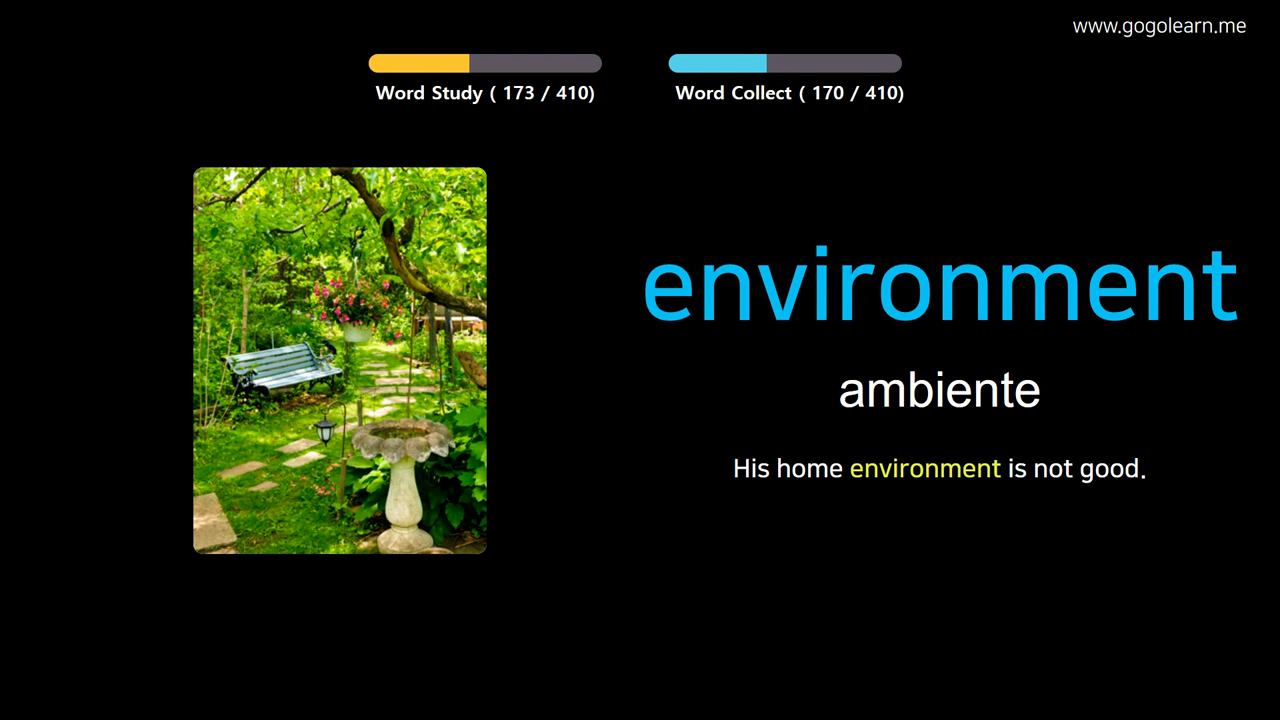 www.gogolearn.me
Word Study ( 173 / 410)
Word Collect ( 170 / 410)
environment
ambiente
His home environment is not good.